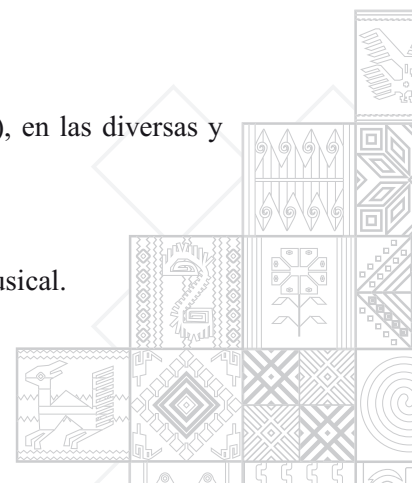 ), en las diversas y
usical.